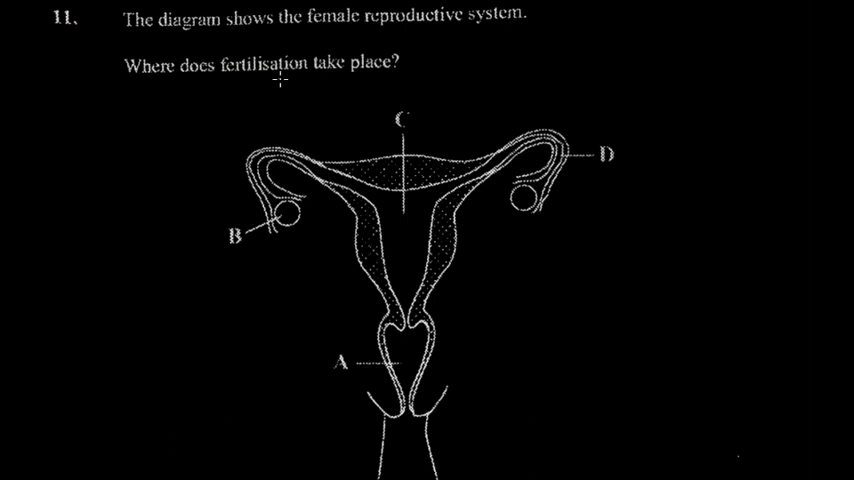 11. The diagram shows the female reproductive system.
Where does fertilisation take place?
C
D
B
A